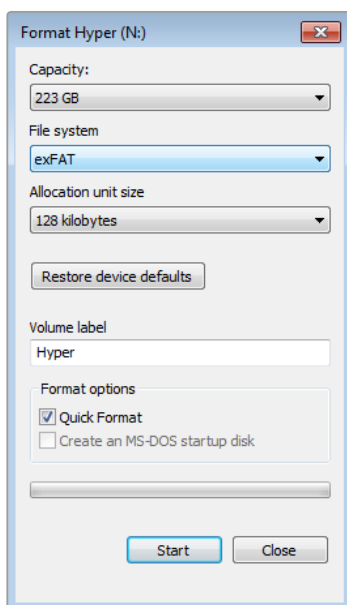 Format Hyper (N:)
Capacity:
223 GB
File system
exFAT
Allocation unit size
128 kilobytes
Restore device defaults
Volume label
Hyper
Format options
Quick Format
Create an MS-DOS startup disk
Start Close